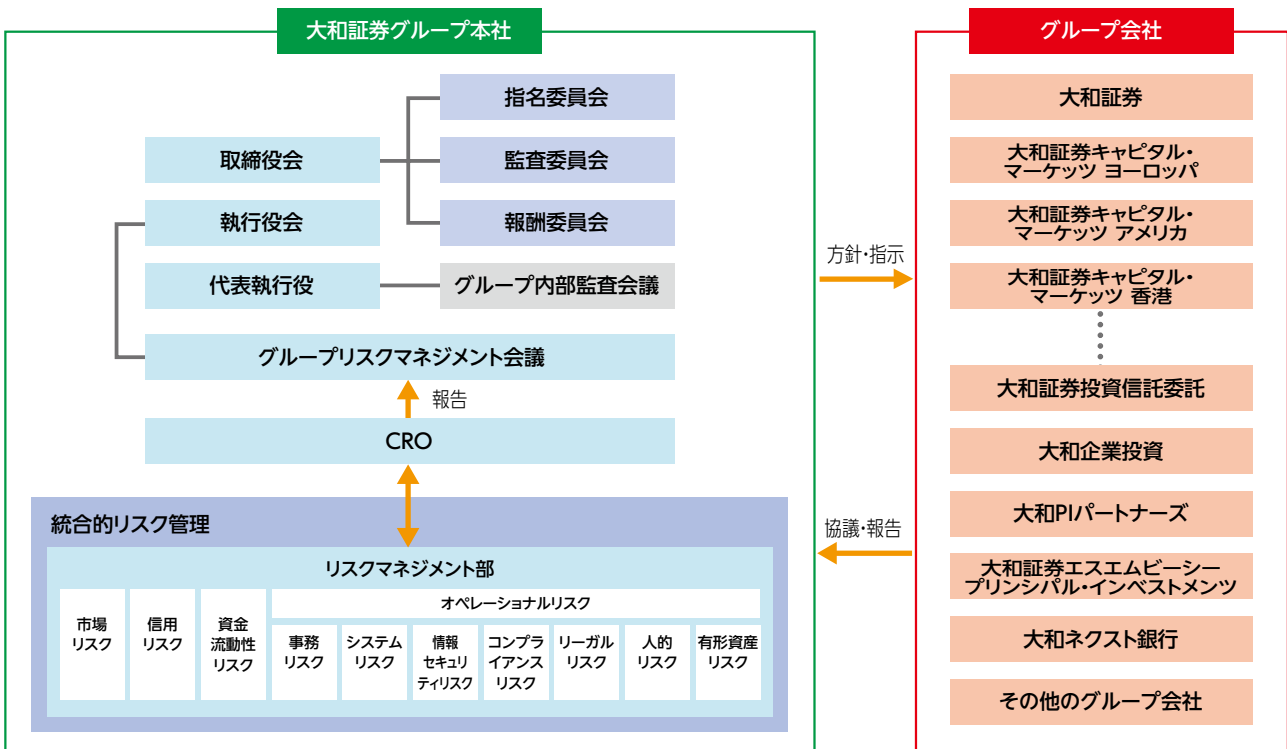 大和証券グループ本社
指名委員会
取締役会
監査委員会
執行役会
報酬委員会
代表執行役
グループ内部監査会議
グループリスクマネジメント会議
報告
CRO
統合的リスク管理
リスクマネジメント部
市場
リスク
信用
リスク
資金
流動性
リスク
オペレーショナルリスク
事務
リスク
システム
リスク
情報
セキュリ
ティリスク
コンプラ
イアンス
リスク
リーガル
リスク
人的
リスク
有形資産
リスク
方針・指示
協議・報告
グループ会社
大和証券
大和証券キャピタル・
マーケッツ ヨーロッパ
大和証券キャピタル・
マーケッツ アメリカ
大和証券キャピタル・
マーケッツ 香港
大和証券投資信託委託
大和企業投資
大和PIパートナーズ
大和証券エスエムビーシー
プリンシパル・インベストメンツ
大和ネクスト銀行
その他のグループ会社